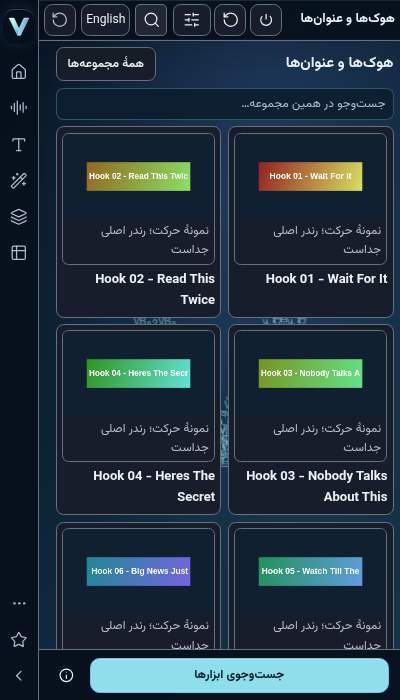 هوک‌ها و عنوان‌ها
English
هوک‌ها و عنوان‌ها
همهٔ مجموعه‌ها
جست‌وجو در همین مجموعه…
Hook 01 - Wait For It
نمونهٔ حرکت؛ رندر اصلی
جداست
Hook 01 - Wait For It
Hook 02 - Read This Twic
نمونهٔ حرکت؛ رندر اصلی
جداست
Hook 02 - Read This
Twice
Hook 03 - Nobody Talks A
نمونهٔ حرکت؛ رندر اصلی
جداست
Hook 03 - Nobody Talks
About This
Hook 04 - Heres The Secr
نمونهٔ حرکت؛ رندر اصلی
جداست
Hook 04 - Heres The
Secret
Hook 05 - Watch Till The
نمونهٔ حرکت؛ رندر اصلی
جداست
Hook 06 - Big News Just
نمونهٔ حرکت؛ رندر اصلی
جداست
جست‌وجوی ابزارها